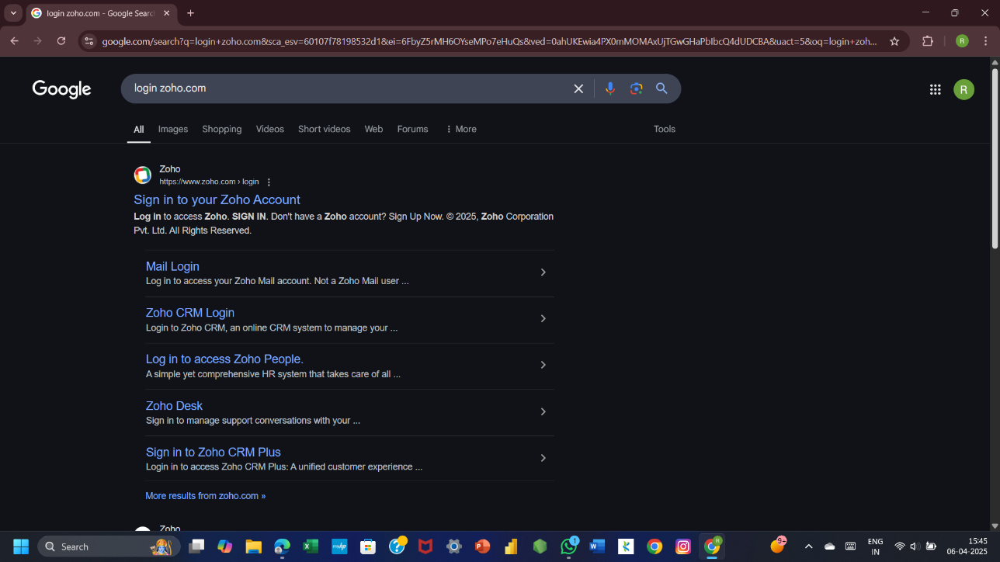 login zoho.com - Google Searc
google.com/search?q=login+zoho.com&sca_esv=60107f78198532d1&ei=6FbyZ5rMH6OYseMPo7eHuQs&ved=0ahUKEwia4PX0mMOMAxUjTGwGHaPbIbcQ4dUDCBA&uact=5&oq=login+zoh...
R
Google
login zoho.com
R
All Images Shopping Videos Short videos Web Forums More Tools
Zoho
https://www.zoho.com › login
Sign in to your Zoho Account
Log in to access Zoho. SIGN IN. Don't have a Zoho account? Sign Up Now. © 2025, Zoho Corporation
Pvt. Ltd. All Rights Reserved.
Mail Login
Log in to access your Zoho Mail account. Not a Zoho Mail user ...
Zoho CRM Login
Login to Zoho CRM, an online CRM system to manage your ...
Log in to access Zoho People.
A simple yet comprehensive HR system that takes care of all ...
Zoho Desk
Sign in to manage support conversations with your ...
Sign in to Zoho CRM Plus
Login in to access Zoho CRM Plus: A unified customer experience ...
More results from zoho.com »
Zoho
Search
myhp
1
R
9+
ENG
IN
15:45
06-04-2025